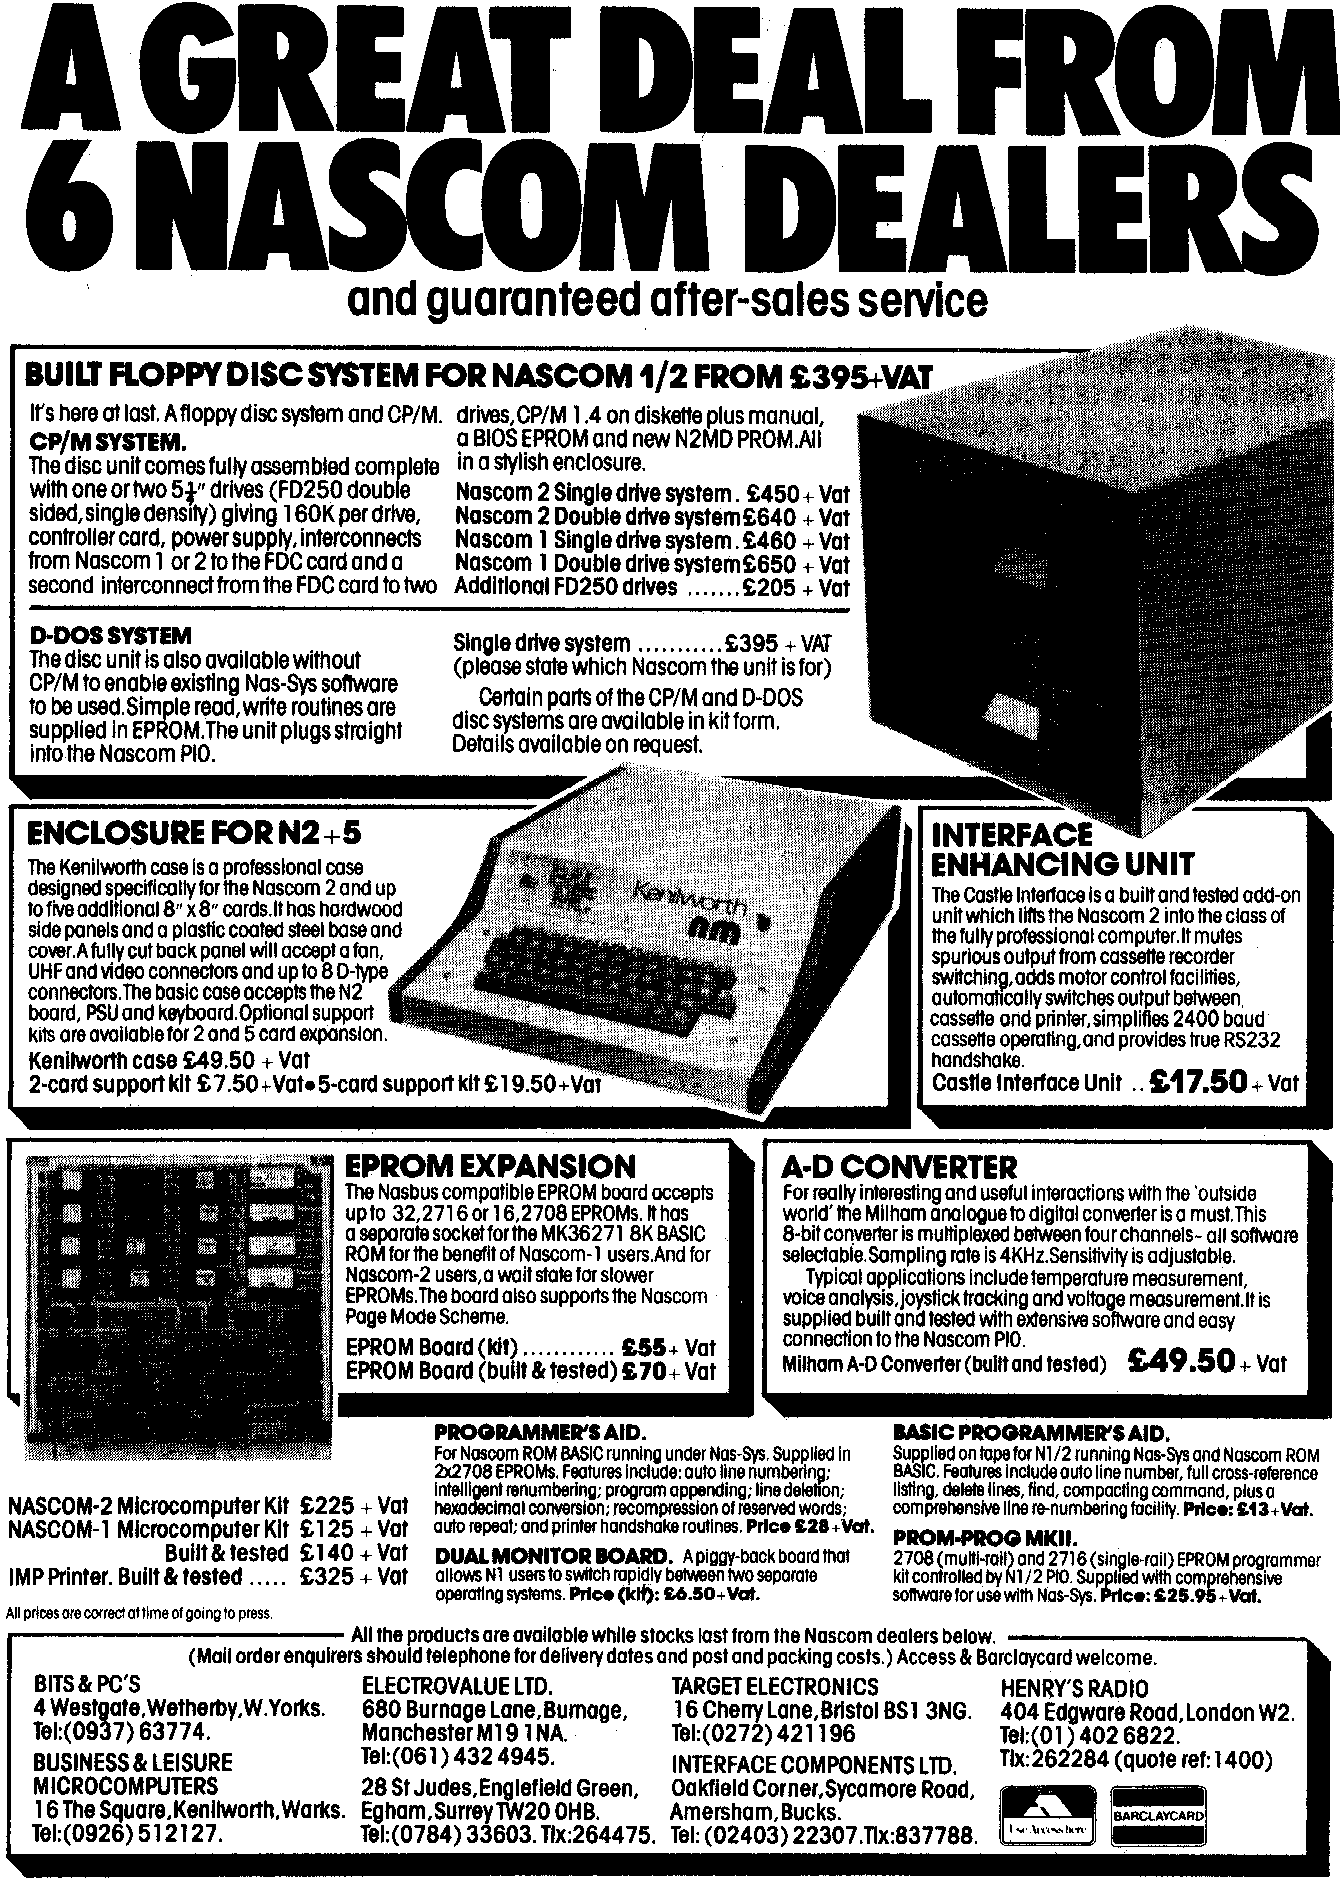 A GREAT DEAL FROM
6 NASCOM DEALERS
and guaranteed after-sales service
BUILT FLOPPY DISC SYSTEM FOR NASCOM 1/2 FROM £395+VAT
It's here at last. A floppy disc system and CP/M.
CP/M SYSTEM.
The disc unit comes fully assembled complete
with one or two 5¼" drives (FD250 double
sided, single density) giving 160K per drive,
controller card, power supply, interconnects
from Nascom 1 or 2 to the FDC card and a
second interconnect from the FDC card to two
drives, CP/M 1.4 on diskette plus manual,
a BIOS EPROM and new N2MD PROM. All
in a stylish enclosure.
Nascom 2 Single drive system . £450 + Vat
Nascom 2 Double drive system £640 + Vat
Nascom 1 Single drive system . £460 + Vat
Nascom 1 Double drive system £650 + Vat
Additional FD250 drives ....... £205 + Vat
D-DOS SYSTEM
The disc unit is also available without
CP/M to enable existing Nas-Sys software
to be used. Simple read, write routines are
supplied in EPROM. The unit plugs straight
into the Nascom PIO.
Single drive system ........... £395 + VAT
(please state which Nascom the unit is for)
Certain parts of the CP/M and D-DOS
disc systems are available in kit form.
Details available on request.
ENCLOSURE FOR N2+5
The Kenilworth case is a professional case
designed specifically for the Nascom 2 and up
to five additional 8" x 8" cards. It has hardwood
side panels and a plastic coated steel base and
cover. A fully cut back panel will accept a fan,
UHF and video connectors and up to 8 D-type
connectors. The basic case accepts the N2
board, PSU and keyboard. Optional support
kits are available for 2 and 5 card expansion.
Kenilworth case £49.50 + Vat
2-card support kit £7.50+Vat●5-card support kit £19.50+Vat
Kenilworth
nm
INTERFACE
ENHANCING UNIT
The Castle Interface is a built and tested add-on
unit which lifts the Nascom 2 into the class of
the fully professional computer. It mutes
spurious output from cassette recorder
switching, adds motor control facilities,
automatically switches output between
cassette and printer, simplifies 2400 baud
cassette operating, and provides true RS232
handshake.
Castle Interface Unit .. £17.50 + Vat
EPROM EXPANSION
The Nasbus compatible EPROM board accepts
up to 32, 2716 or 16, 2708 EPROMs. It has
a separate socket for the MK36271 8K BASIC
ROM for the benefit of Nascom-1 users. And for
Nascom-2 users, a wait state for slower
EPROMs. The board also supports the Nascom
Page Mode Scheme.
EPROM Board (kit) ............ £55 + Vat
EPROM Board (built & tested) £70 + Vat
A-D CONVERTER
For really interesting and useful interactions with the 'outside
world' the Milham analogue to digital converter is a must. This
8-bit converter is multiplexed between four channels - all software
selectable. Sampling rate is 4KHz. Sensitivity is adjustable.
Typical applications include temperature measurement,
voice analysis, joystick tracking and voltage measurement. It is
supplied built and tested with extensive software and easy
connection to the Nascom PIO.
Milham A-D Converter (built and tested) £49.50 + Vat
NASCOM-2 Microcomputer Kit £225 + Vat
NASCOM-1 Microcomputer Kit £125 + Vat
Built & tested £140 + Vat
IMP Printer. Built & tested ..... £325 + Vat
All prices are correct at time of going to press.
PROGRAMMER'S AID.
For Nascom ROM BASIC running under Nas-Sys. Supplied in
2x2708 EPROMs. Features include: auto line numbering;
intelligent renumbering; program appending; line deletion;
hexadecimal conversion; recompression of reserved words;
auto repeat; and printer handshake routines. Price £28 +Vat.
DUAL MONITOR BOARD. A piggy-back board that
allows N1 users to switch rapidly between two separate
operating systems. Price (kit): £6.50+Vat.
BASIC PROGRAMMER'S AID.
Supplied on tape for N1/2 running Nas-Sys and Nascom ROM
BASIC. Features include auto line number, full cross-reference
listing, delete lines, find, compacting command, plus a
comprehensive line re-numbering facility. Price: £13+Vat.
PROM-PROG MKII.
2708 (multi-rail) and 2716 (single-rail) EPROM programmer
kit controlled by N1/2 PIO. Supplied with comprehensive
software for use with Nas-Sys. Price: £25.95+Vat.
All the products are available while stocks last from the Nascom dealers below.
(Mail order enquirers should telephone for delivery dates and post and packing costs.) Access & Barclaycard welcome.
BITS & PC'S
4 Westgate, Wetherby, W. Yorks.
Tel: (0937) 63774.
BUSINESS & LEISURE
MICROCOMPUTERS
16 The Square, Kenilworth, Warks.
Tel: (0926) 512127.
ELECTROVALUE LTD.
680 Burnage Lane, Burnage,
Manchester M19 1NA.
Tel: (061) 432 4945.
28 St Judes, Englefield Green,
Egham, Surrey TW20 0HB.
Tel: (0784) 33603. Tlx: 264475.
TARGET ELECTRONICS
16 Cherry Lane, Bristol BS1 3NG.
Tel: (0272) 421196
INTERFACE COMPONENTS LTD.
Oakfield Corner, Sycamore Road,
Amersham, Bucks.
Tel: (02403) 22307. Tlx: 837788.
HENRY'S RADIO
404 Edgware Road, London W2.
Tel: (01) 402 6822.
Tlx: 262284 (quote ref: 1400)
Use Access here
BARCLAYCARD